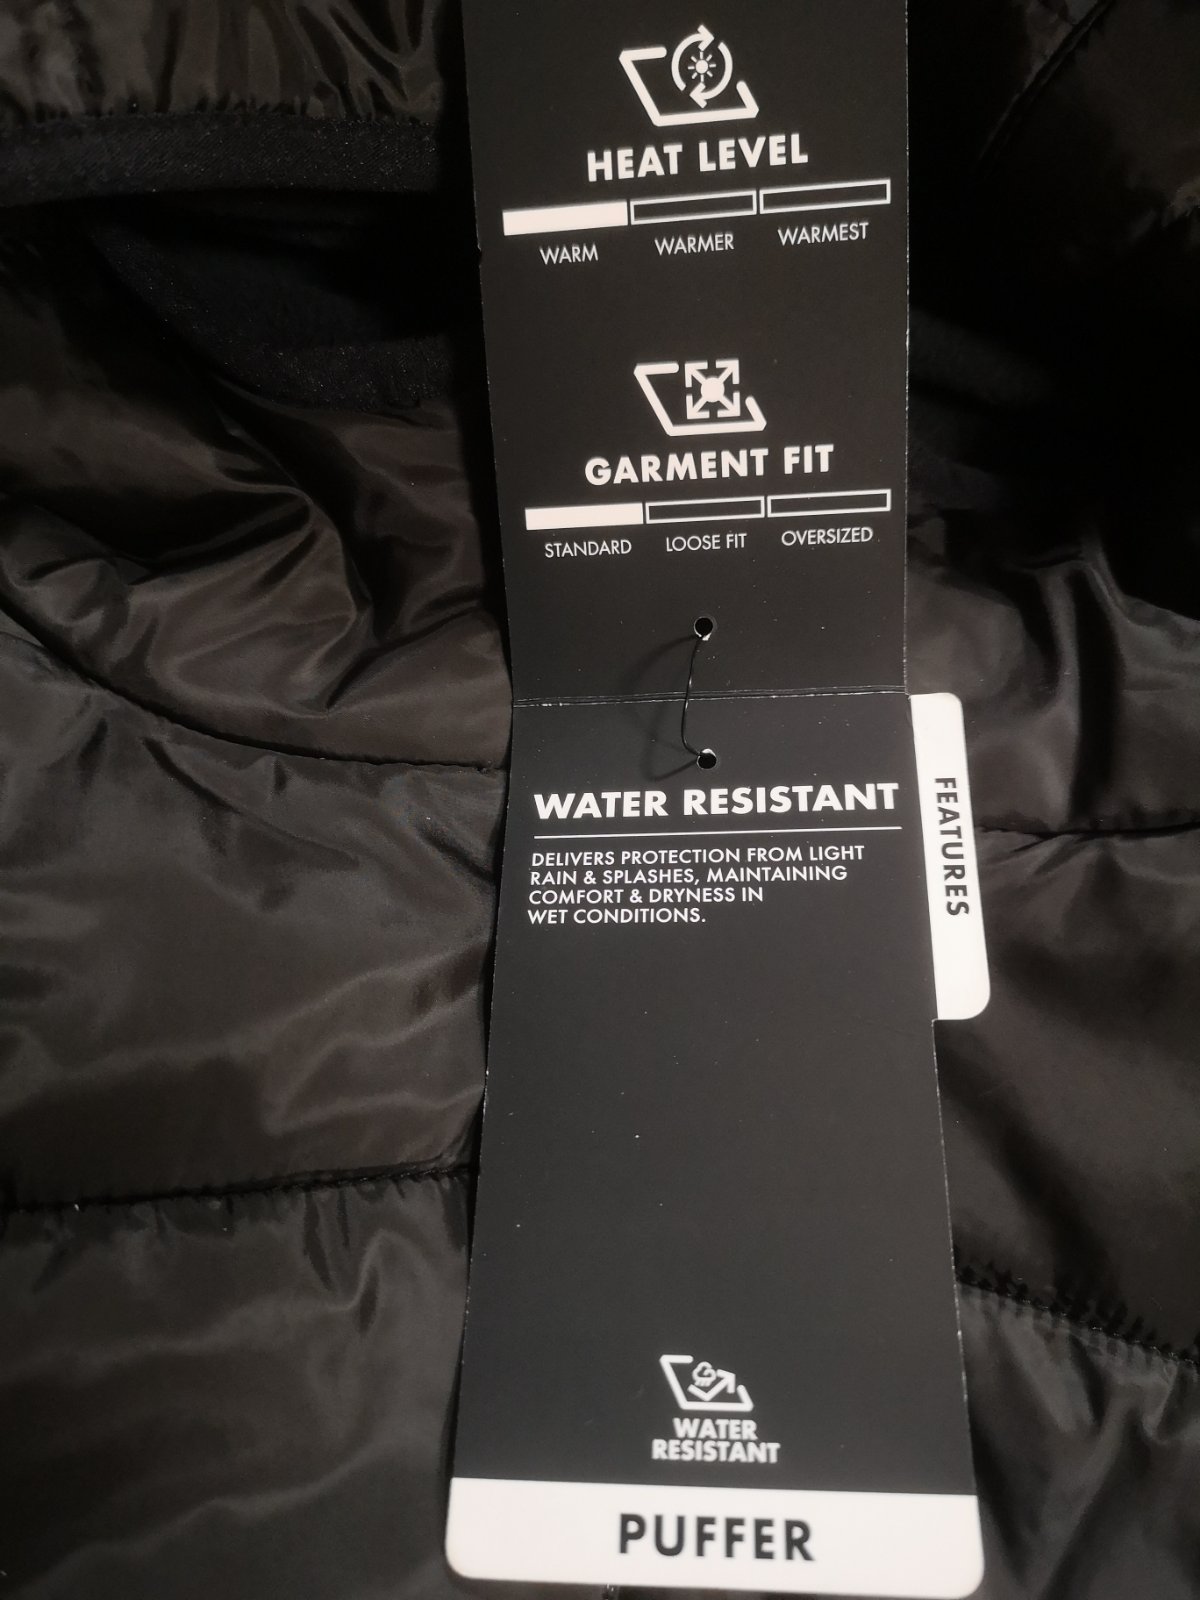 HEAT LEVEL
WARM WARMER WARMEST
GARMENT FIT
STANDARD LOOSE FIT OVERSIZED
WATER RESISTANT
DELIVERS PROTECTION FROM LIGHT
RAIN & SPLASHES, MAINTAINING
COMFORT & DRYNESS IN
WET CONDITIONS.
FEATURES
WATER
RESISTANT
PUFFER